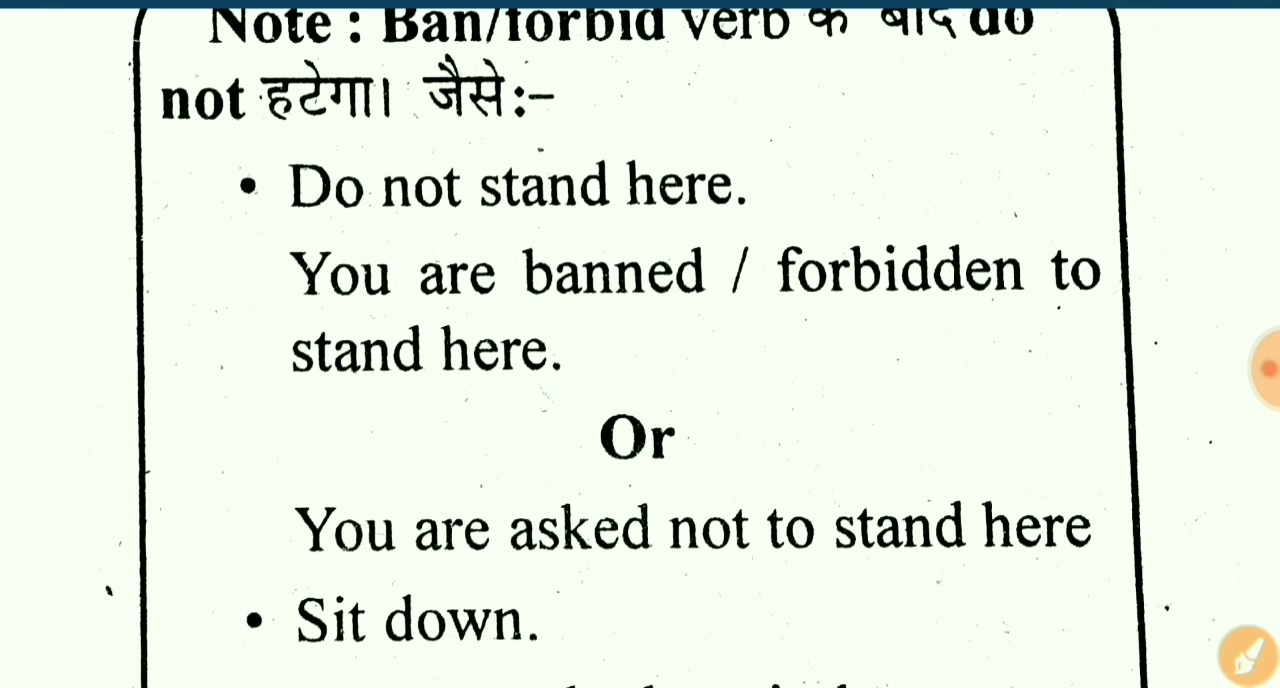 Note : Ban/forbid verb के बाद do
not हटेगा। जैसे:–
• Do not stand here.
You are banned / forbidden to
stand here.
Or
You are asked not to stand here
• Sit down.